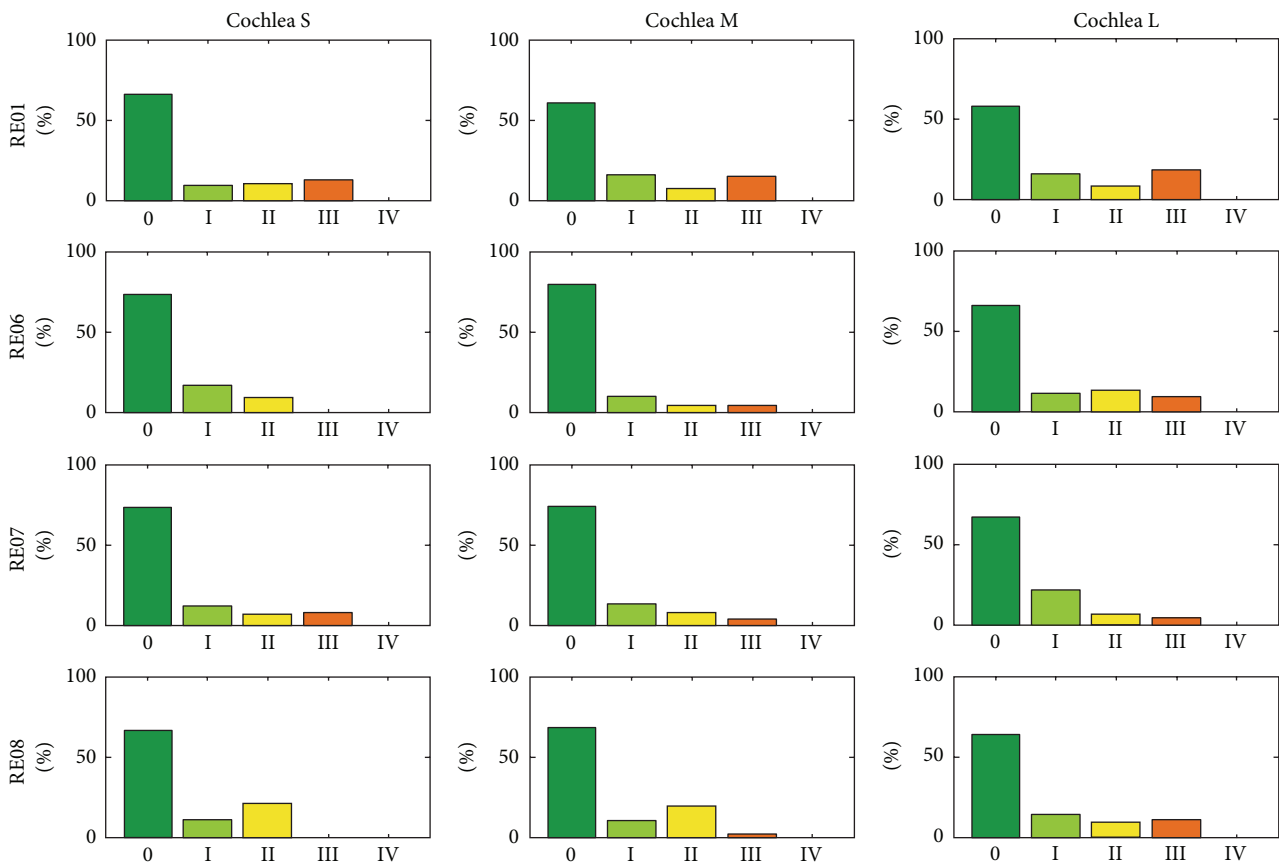 Cochlea S Cochlea M Cochlea L
100 100 100
RE01 (%) (%) (%)
50 50 50
0 0 0
0 I II III IV 0 I II III IV 0 I II III IV
100 100 100
RE06 (%) (%) (%)
50 50 50
0 0 0
0 I II III IV 0 I II III IV 0 I II III IV
100 100 100
RE07 (%) (%) (%)
50 50 50
0 0 0
0 I II III IV 0 I II III IV 0 I II III IV
100 100 100
RE08 (%) (%) (%)
50 50 50
0 0 0
0 I II III IV 0 I II III IV 0 I II III IV